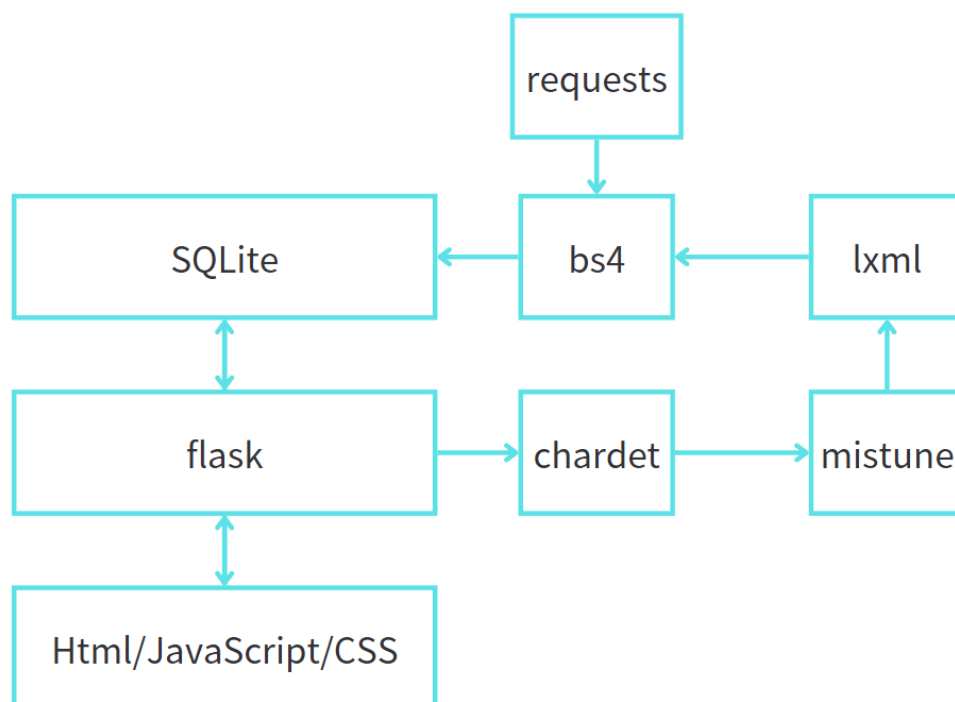 requests
SQLite
bs4
lxml
flask
chardet
mistune
Html/JavaScript/CSS